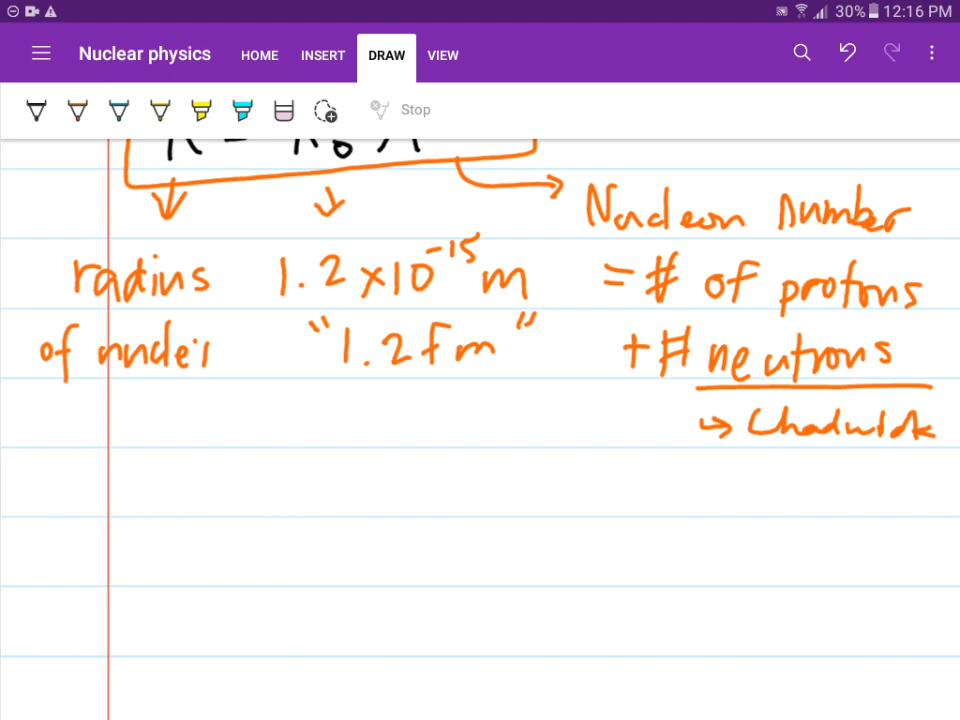 30% 12:16 PM
Nuclear physics HOME INSERT DRAW VIEW
Stop
Nucleon number
radius 1.2 × 10⁻¹⁵ m = # of protons
of nuclei "1.2 fm" + # neutrons
↳ Chadwick